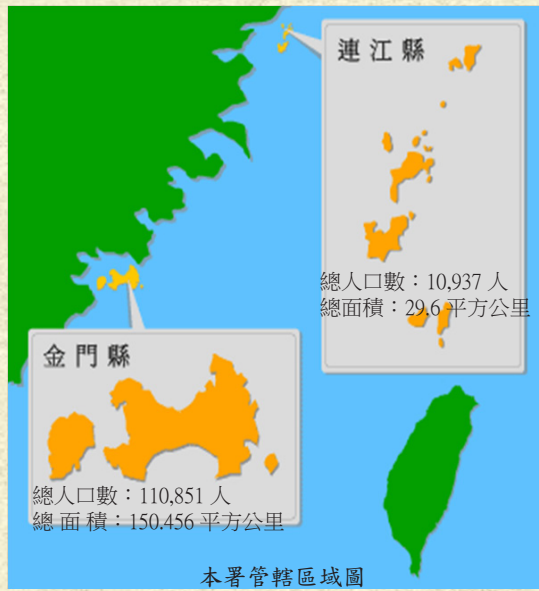 連江縣
總人口數：10,937 人
總面積：29.6 平方公里
金門縣
總人口數：110,851 人
總 面 積：150.456 平方公里
本署管轄區域圖